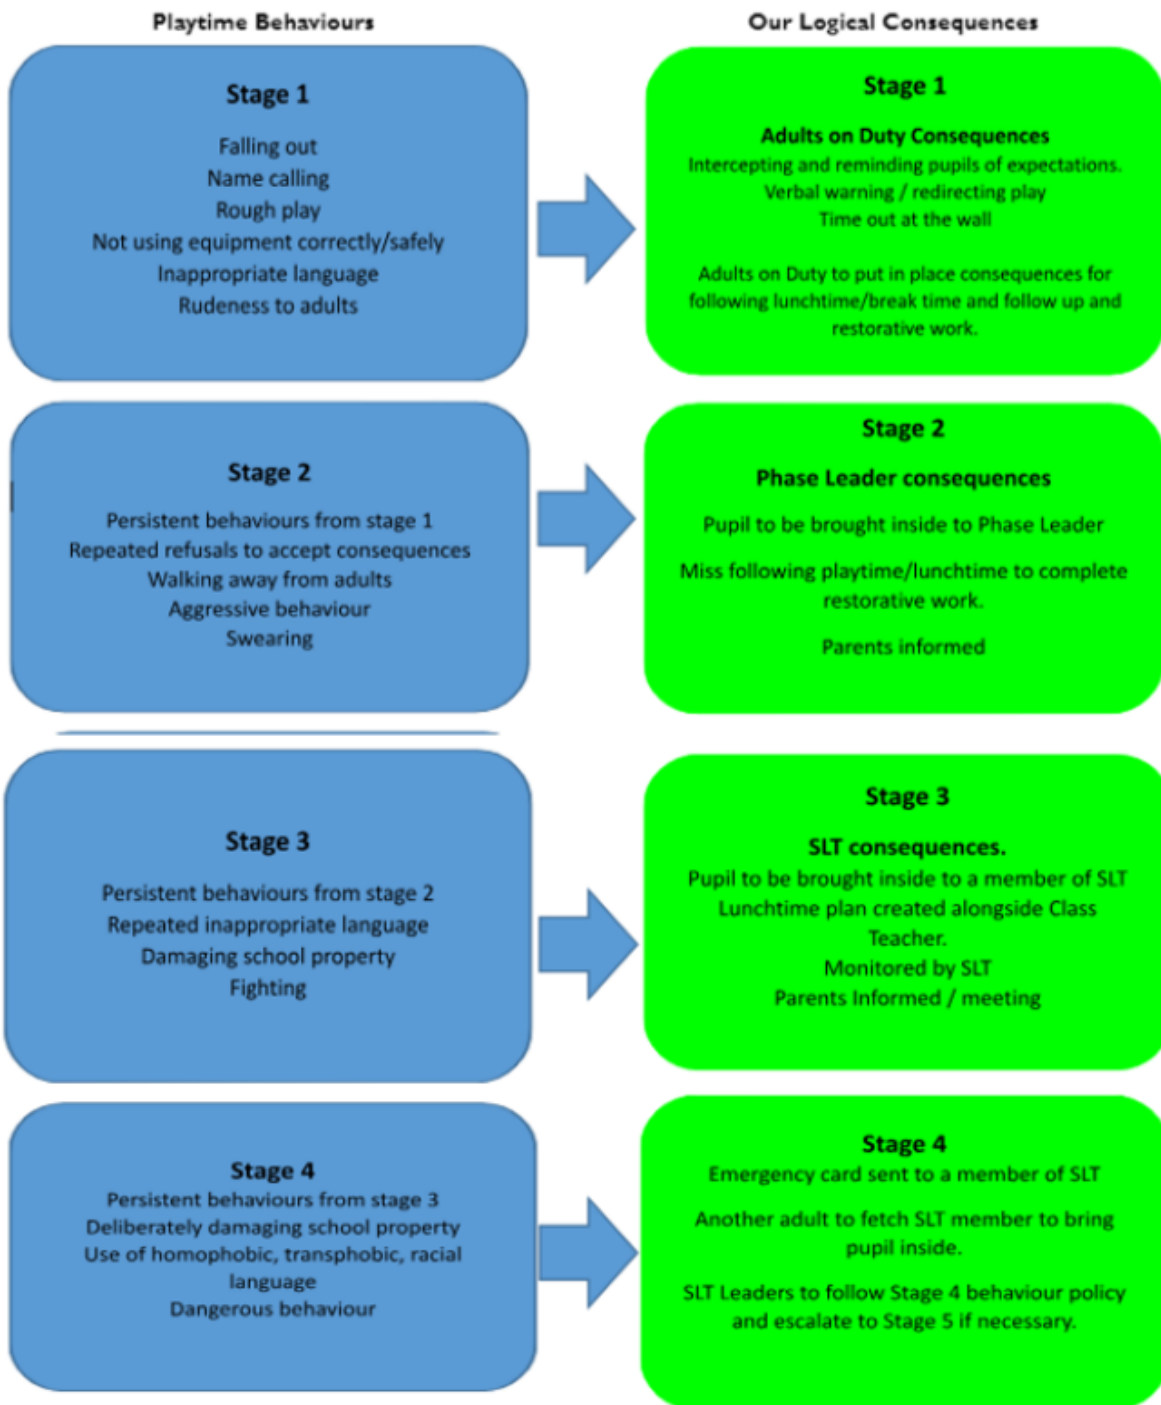 Playtime Behaviours
Our Logical Consequences
Stage 1
Falling out
Name calling
Rough play
Not using equipment correctly/safely
Inappropriate language
Rudeness to adults
Stage 1
Adults on Duty Consequences
Intercepting and reminding pupils of expectations.
Verbal warning / redirecting play
Time out at the wall
Adults on Duty to put in place consequences for
following lunchtime/break time and follow up and
restorative work.
Stage 2
Persistent behaviours from stage 1
Repeated refusals to accept consequences
Walking away from adults
Aggressive behaviour
Swearing
Stage 2
Phase Leader consequences
Pupil to be brought inside to Phase Leader
Miss following playtime/lunchtime to complete
restorative work.
Parents informed
Stage 3
Persistent behaviours from stage 2
Repeated inappropriate language
Damaging school property
Fighting
Stage 3
SLT consequences.
Pupil to be brought inside to a member of SLT
Lunchtime plan created alongside Class
Teacher.
Monitored by SLT
Parents Informed / meeting
Stage 4
Persistent behaviours from stage 3
Deliberately damaging school property
Use of homophobic, transphobic, racial
language
Dangerous behaviour
Stage 4
Emergency card sent to a member of SLT
Another adult to fetch SLT member to bring
pupil inside.
SLT Leaders to follow Stage 4 behaviour policy
and escalate to Stage 5 if necessary.